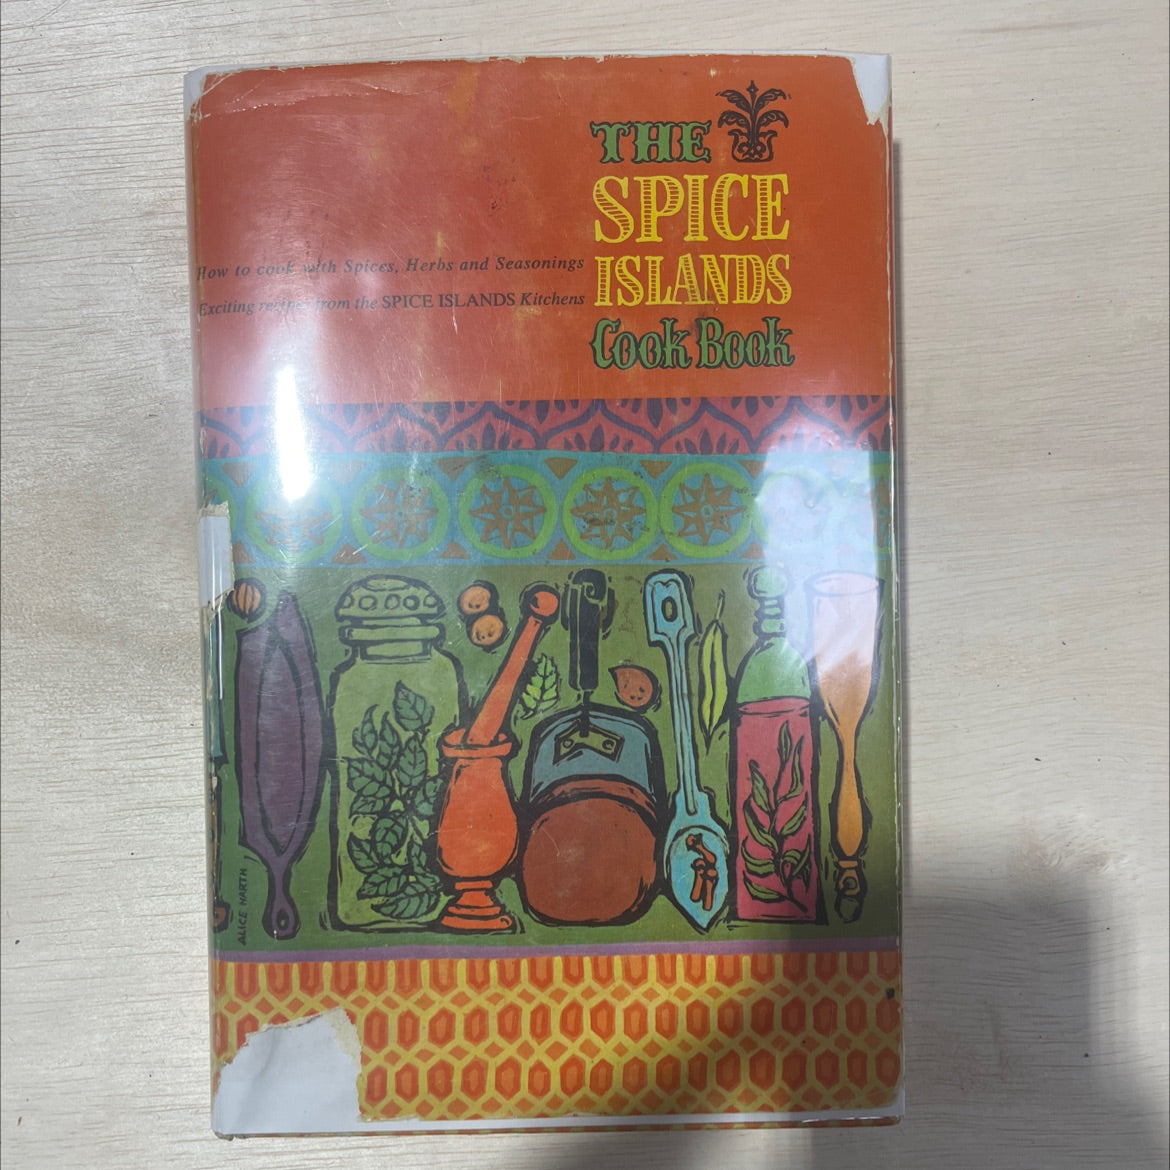 THE
SPICE
ISLANDS
Cook Book
How to cook with Spices, Herbs and Seasonings
Exciting recipes from the SPICE ISLANDS Kitchens
ALICE HARTH